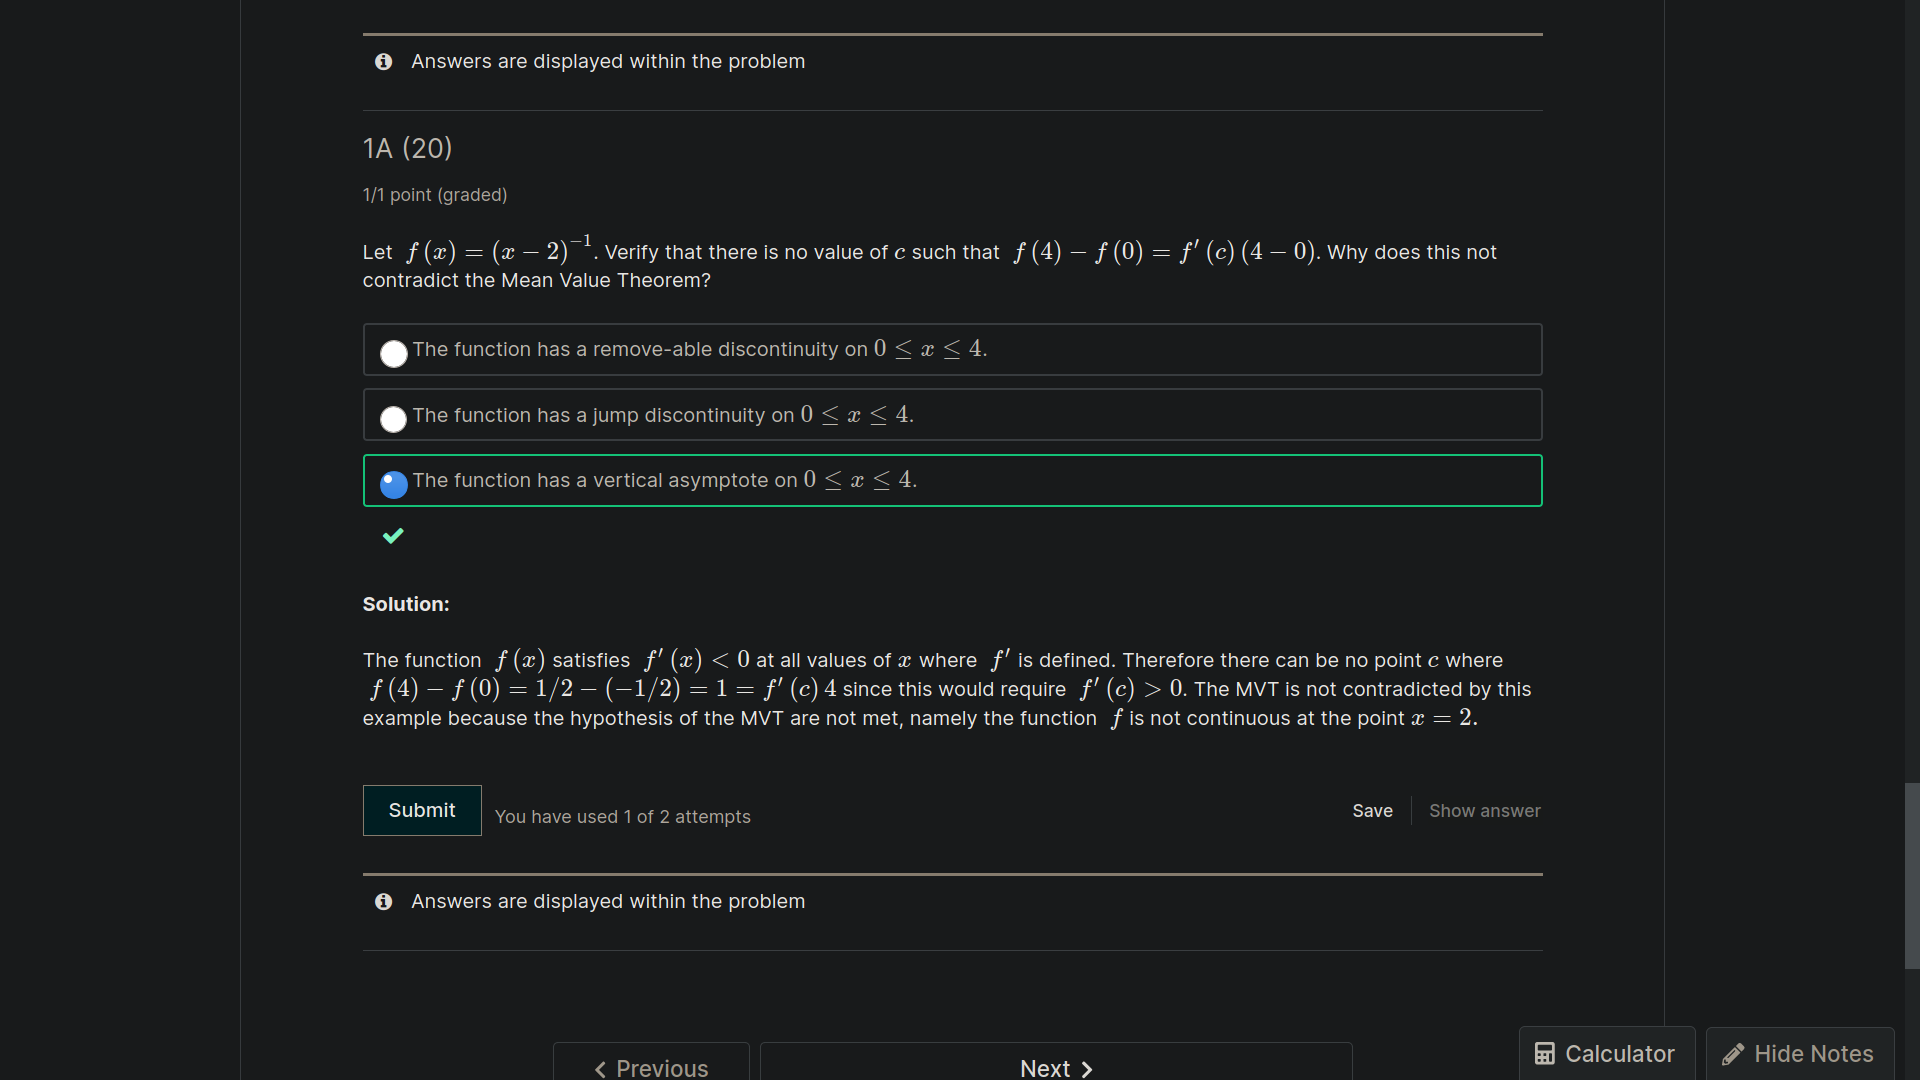 Answers are displayed within the problem
1A (20)
1/1 point (graded)
Let f (x) = (x − 2)⁻¹. Verify that there is no value of c such that f (4) − f (0) = f′ (c) (4 − 0). Why does this not
contradict the Mean Value Theorem?
The function has a remove-able discontinuity on 0 ≤ x ≤ 4.
The function has a jump discontinuity on 0 ≤ x ≤ 4.
The function has a vertical asymptote on 0 ≤ x ≤ 4.
Solution:
The function f (x) satisfies f′ (x) < 0 at all values of x where f′ is defined. Therefore there can be no point c where
f (4) − f (0) = 1/2 − (−1/2) = 1 = f′ (c) 4 since this would require f′ (c) > 0. The MVT is not contradicted by this
example because the hypothesis of the MVT are not met, namely the function f is not continuous at the point x = 2.
Submit
You have used 1 of 2 attempts
Save
Show answer
Answers are displayed within the problem
Previous
Next
Calculator
Hide Notes